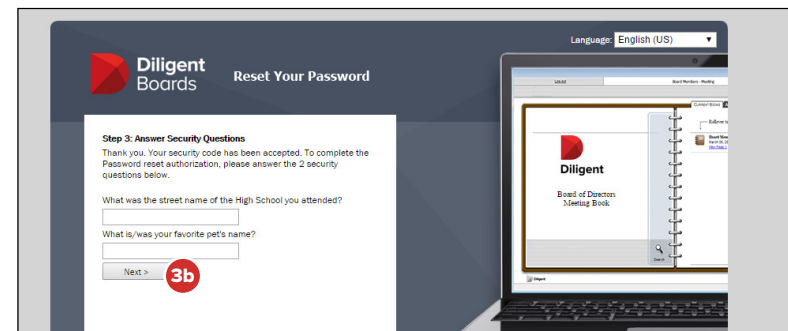 Language: English (US)
Diligent
Boards
Reset Your Password
Step 3: Answer Security Questions
Thank you. Your security code has been accepted. To complete the
Password reset authorization, please answer the 2 security
questions below.
What was the street name of the High School you attended?
What is/was your favorite pet's name?
Next >
3b
Board Members - Meeting
Diligent
Board of Directors
Meeting Book
Search
Diligent